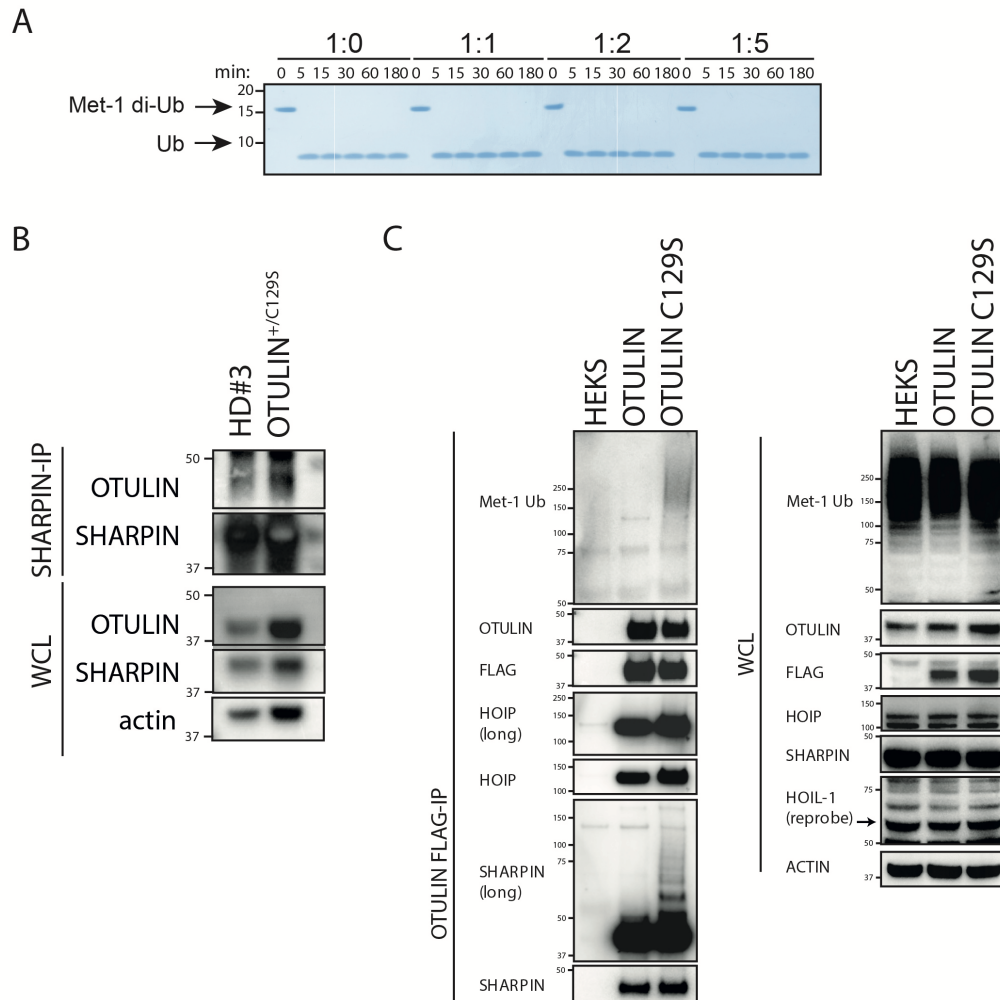 A
1:0 1:1 1:2 1:5
min: 0 5 15 30 60 180 0 5 15 30 60 180 0 5 15 30 60 180 0 5 15 30 60 180
20
Met-1 di-Ub
15
Ub
10
B
HD#3
OTULIN+/C129S
SHARPIN-IP
50
OTULIN
SHARPIN
37
WCL
50
OTULIN
37
SHARPIN
37
actin
37
C
HEKS
OTULIN
OTULIN C129S
OTULIN FLAG-IP
Met-1 Ub
250
150
100
75
50
50
OTULIN
37
50
FLAG
37
250
HOIP
(long)
150
100
150
HOIP
100
150
100
75
SHARPIN
(long)
50
37
50
SHARPIN
HEKS
OTULIN
OTULIN C129S
WCL
Met-1 Ub
250
150
100
75
50
OTULIN
37
50
FLAG
37
150
HOIP
100
50
SHARPIN
75
HOIL-1
(reprobe)
50
ACTIN
37